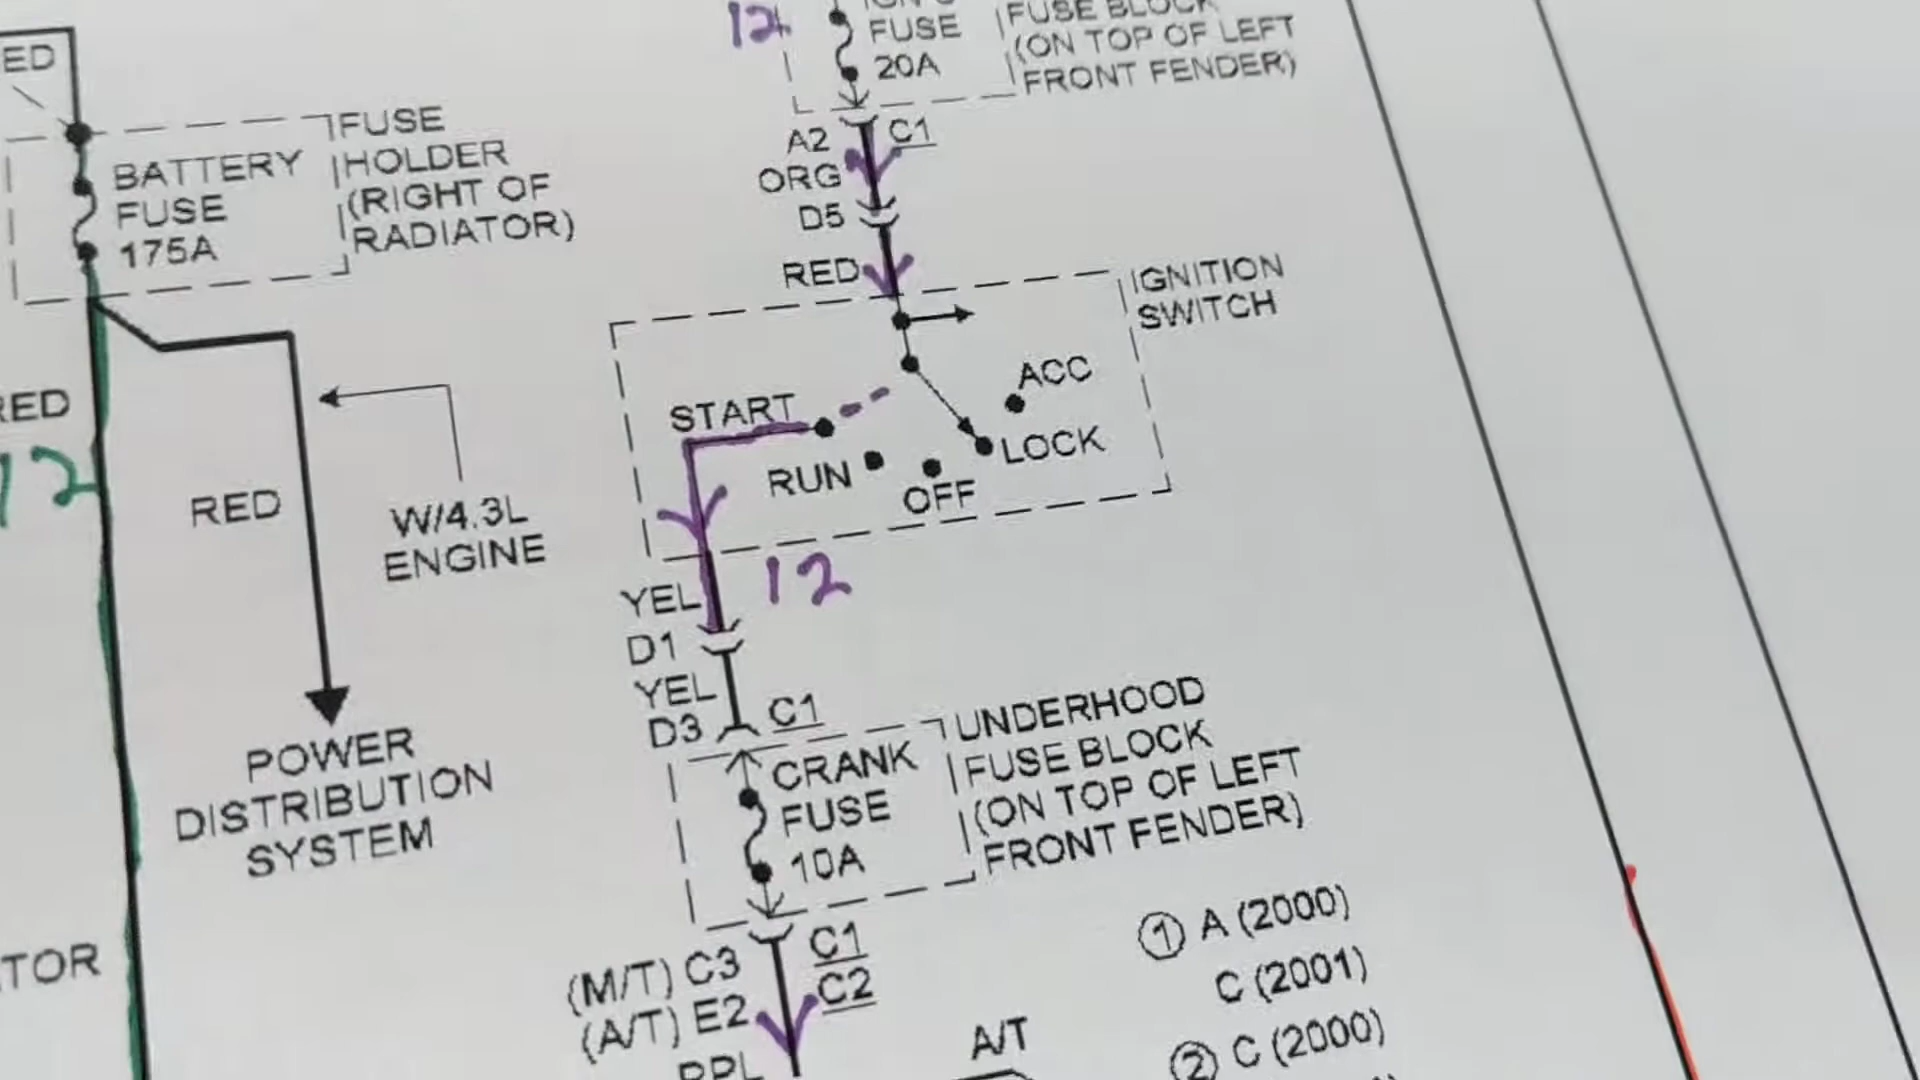 ED
BATTERY
FUSE
175A
FUSE
HOLDER
(RIGHT OF
RADIATOR)
12
FUSE
20A
FUSE BLOCK
(ON TOP OF LEFT
FRONT FENDER)
A2
C1
ORG
D5
RED
IGNITION
SWITCH
START
ACC
LOCK
RUN
OFF
RED
12
RED
W/4.3L
ENGINE
POWER
DISTRIBUTION
SYSTEM
YEL
12
D1
YEL
D3
C1
CRANK
FUSE
10A
UNDERHOOD
FUSE BLOCK
(ON TOP OF LEFT
FRONT FENDER)
TOR
(M/T) C3
C1
(A/T) E2
C2
PPL
A/T
1 A (2000)
C (2001)
2 C (2000)